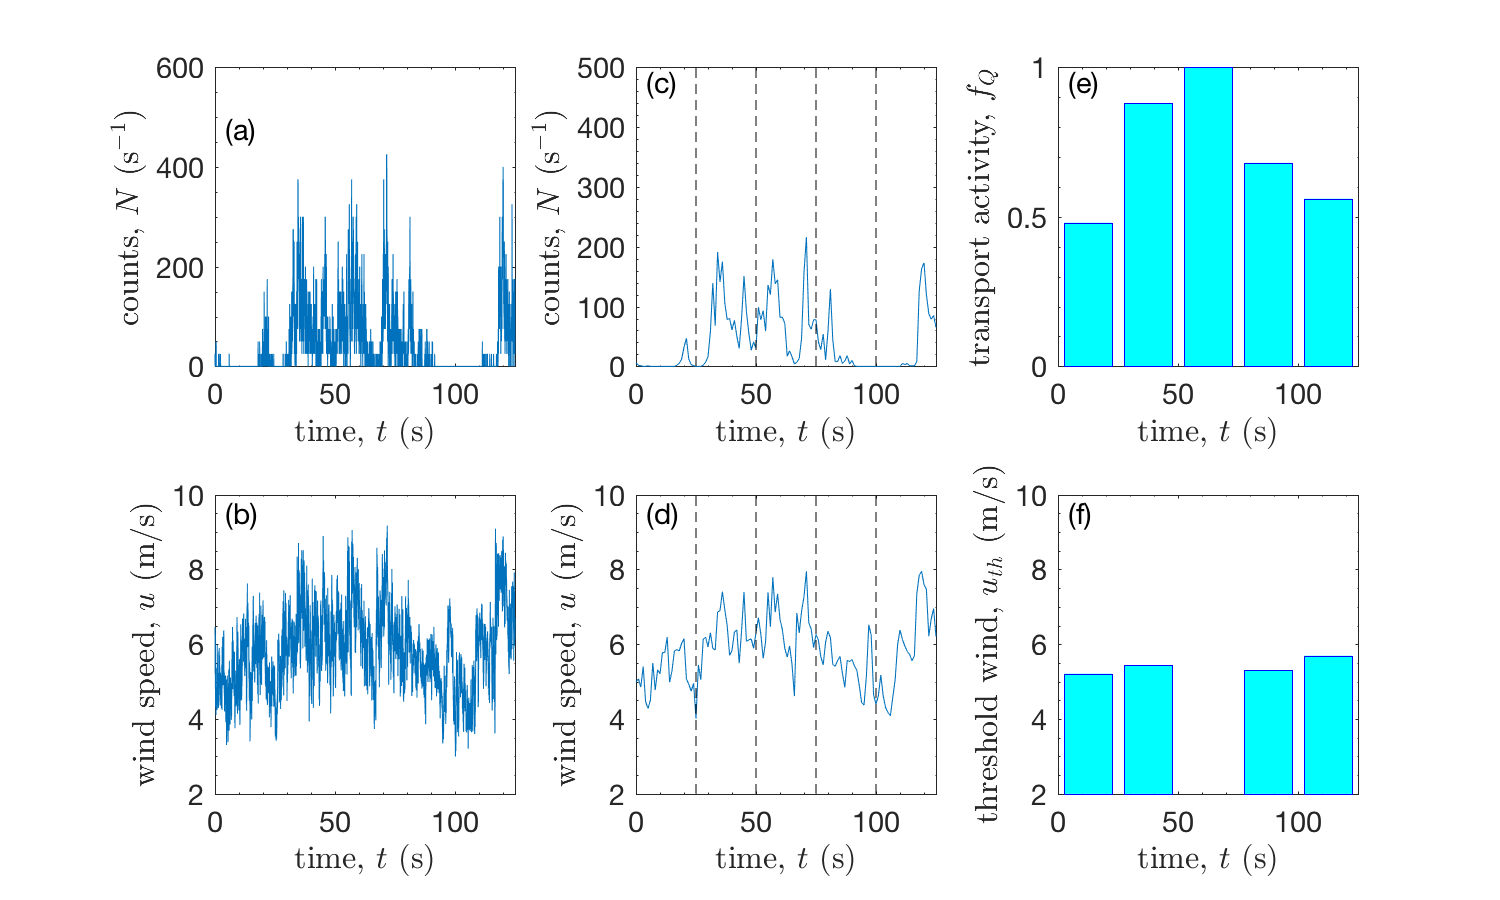 600
400
200
0
0
50
100
(a)
counts, N (s⁻¹)
time, t (s)
500
400
300
200
100
0
0
50
100
(c)
counts, N (s⁻¹)
time, t (s)
1
0.5
0
0
50
100
(e)
transport activity, f_Q
time, t (s)
10
8
6
4
2
0
50
100
(b)
wind speed, u (m/s)
time, t (s)
10
8
6
4
2
0
50
100
(d)
wind speed, u (m/s)
time, t (s)
10
8
6
4
2
0
50
100
(f)
threshold wind, u_th (m/s)
time, t (s)